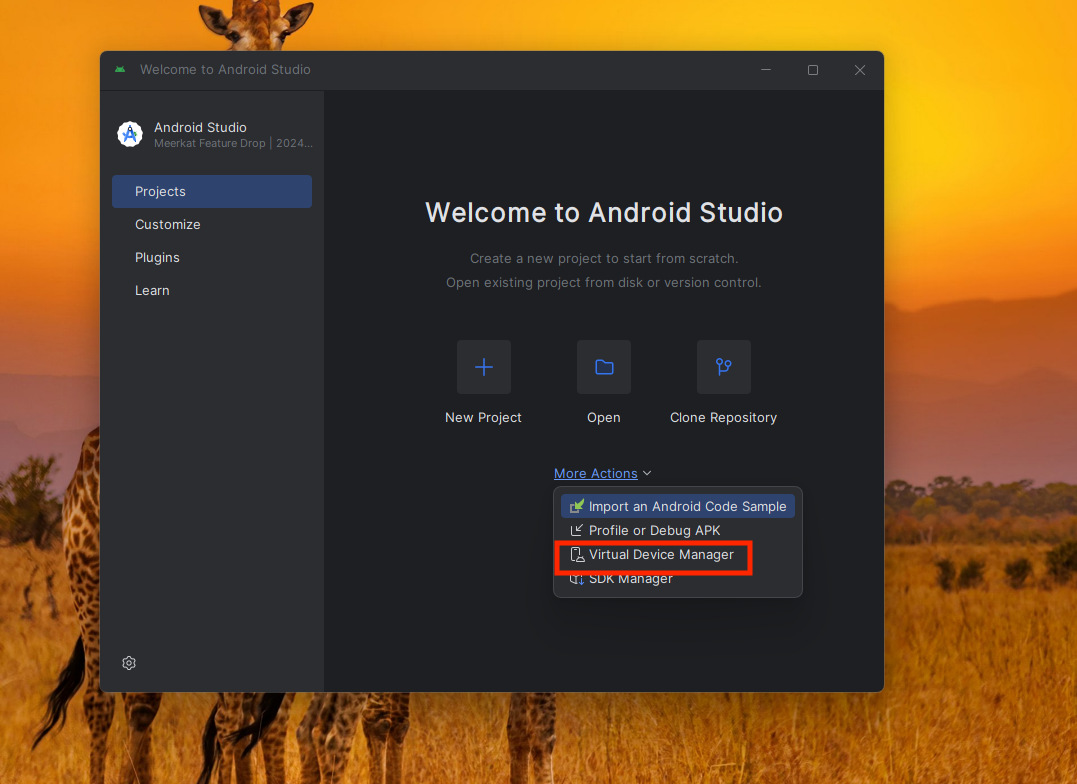 Welcome to Android Studio
Android Studio
Meerkat Feature Drop | 2024...
Projects
Customize
Plugins
Learn
Welcome to Android Studio
Create a new project to start from scratch.
Open existing project from disk or version control.
New Project
Open
Clone Repository
More Actions
Import an Android Code Sample
Profile or Debug APK
Virtual Device Manager
SDK Manager